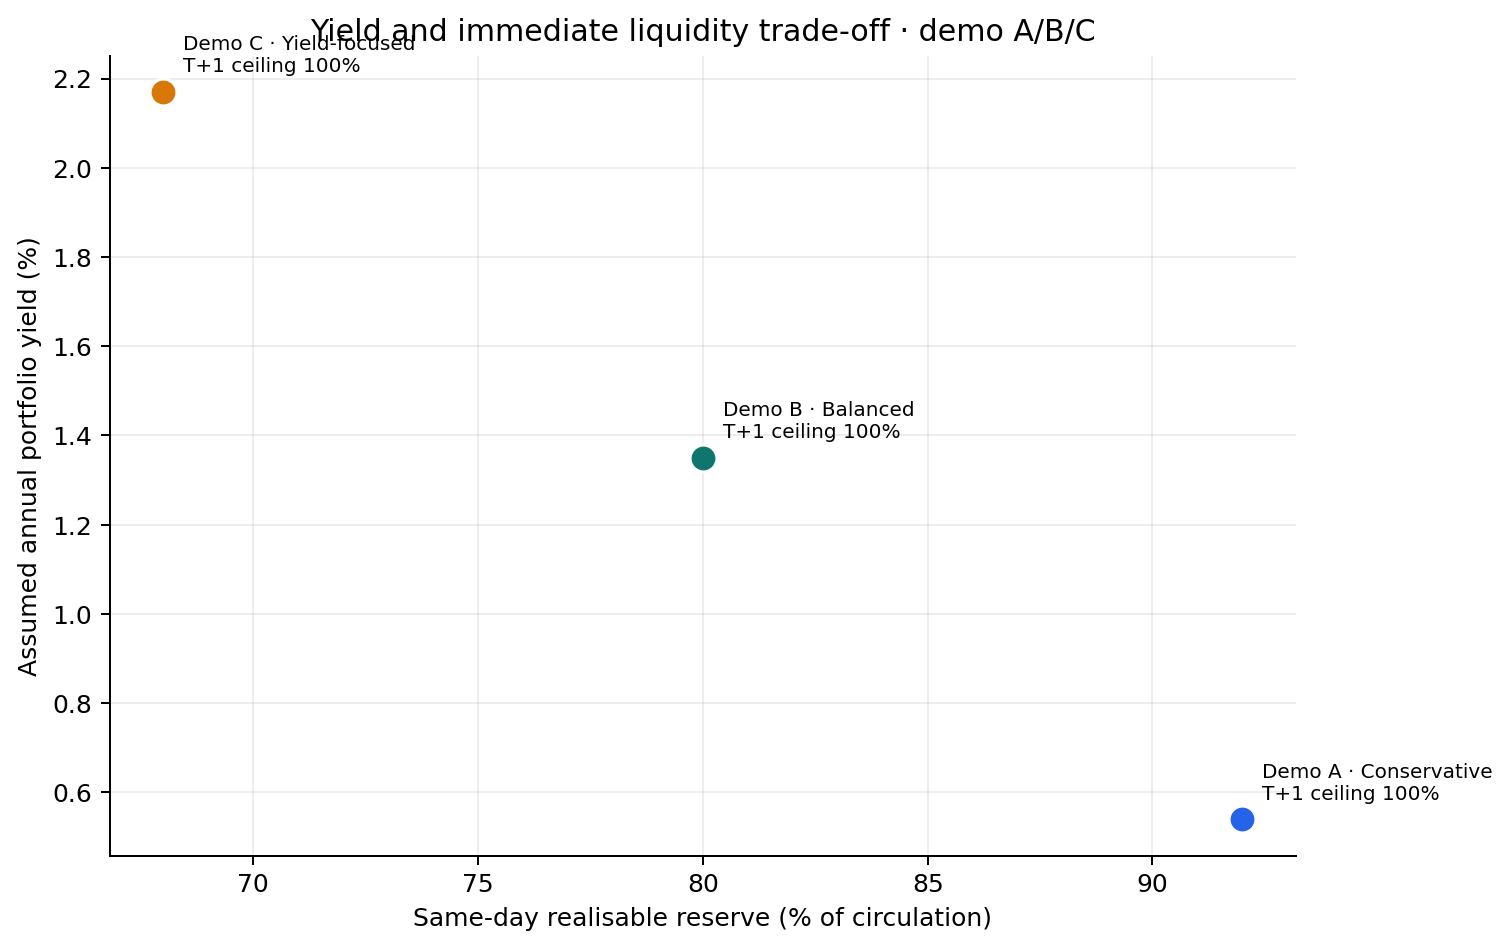 Yield and immediate liquidity trade-off · demo A/B/C
Demo C · Yield-focused
T+1 ceiling 100%
Demo B · Balanced
T+1 ceiling 100%
Demo A · Conservative
T+1 ceiling 100%
Assumed annual portfolio yield (%)
2.2
2.0
1.8
1.6
1.4
1.2
1.0
0.8
0.6
70
75
80
85
90
Same-day realisable reserve (% of circulation)